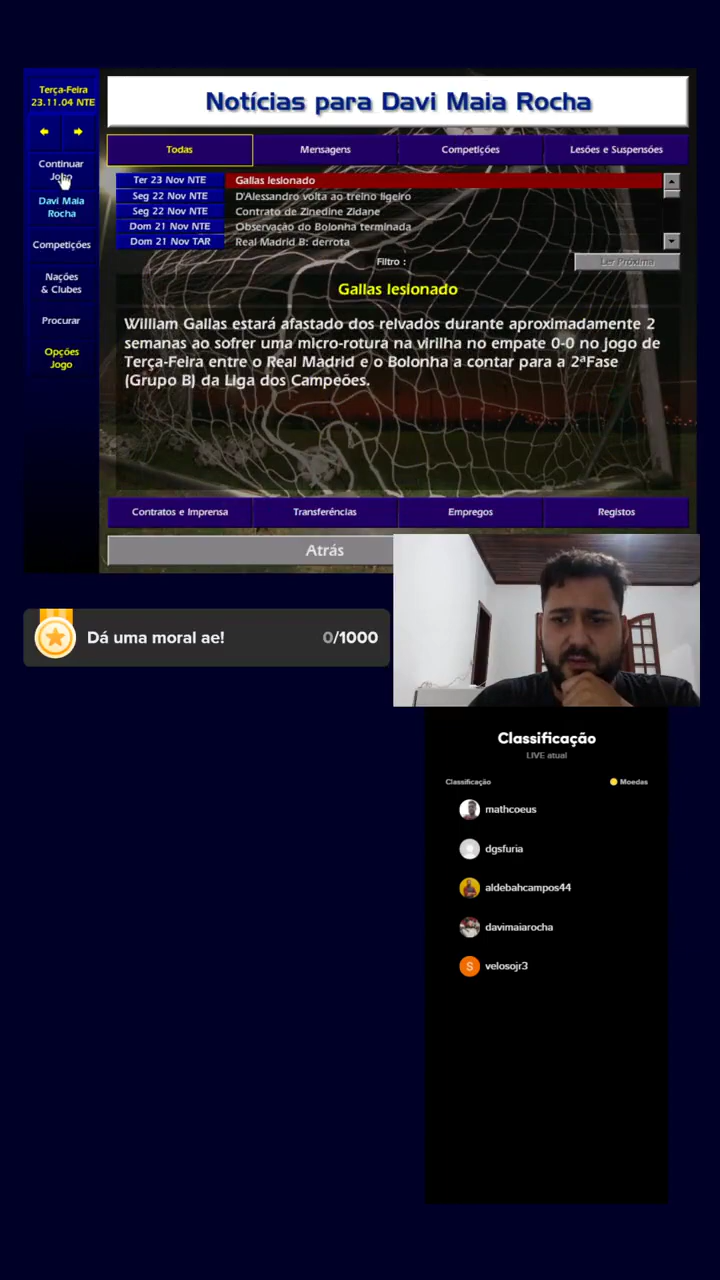 Terça-Feira
23.11.04 NTE
Continuar
Jogo
Davi Maia
Rocha
Competições
Nações
& Clubes
Procurar
Opções
Jogo
Notícias para Davi Maia Rocha
Todas
Mensagens
Competições
Lesões e Suspensões
Ter 23 Nov NTE Gallas lesionado
Seg 22 Nov NTE D'Alessandro volta ao treino ligeiro
Seg 22 Nov NTE Contrato de Zinedine Zidane
Dom 21 Nov NTE Observação do Bolonha terminada
Dom 21 Nov TAR Real Madrid B: derrota
Filtro :
Ler Próxima
Gallas lesionado
William Gallas estará afastado dos relvados durante aproximadamente 2
semanas ao sofrer uma micro-rotura na virilha no empate 0-0 no jogo de
Terça-Feira entre o Real Madrid e o Bolonha a contar para a 2ªFase
(Grupo B) da Liga dos Campeões.
Contratos e Imprensa
Transferências
Empregos
Registos
Atrás
Dá uma moral ae! 0/1000
Classificação
LIVE atual
Classificação Moedas
mathcoeus
dgsfuria
aldebahcampos44
davimaiarocha
S velosojr3